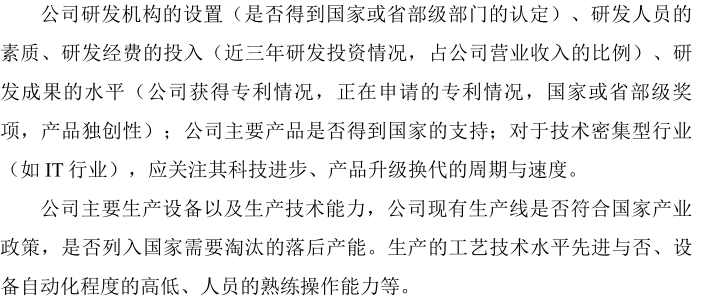 公司研发机构的设置（是否得到国家或省部级部门的认定）、研发人员的
素质、研发经费的投入（近三年研发投资情况，占公司营业收入的比例）、研
发成果的水平（公司获得专利情况，正在申请的专利情况，国家或省部级奖
项，产品独创性）；公司主要产品是否得到国家的支持；对于技术密集型行业
（如 IT 行业），应关注其科技进步、产品升级换代的周期与速度。
公司主要生产设备以及生产技术能力，公司现有生产线是否符合国家产业
政策，是否列入国家需要淘汰的落后产能。生产的工艺技术水平先进与否、设
备自动化程度的高低、人员的熟练操作能力等。